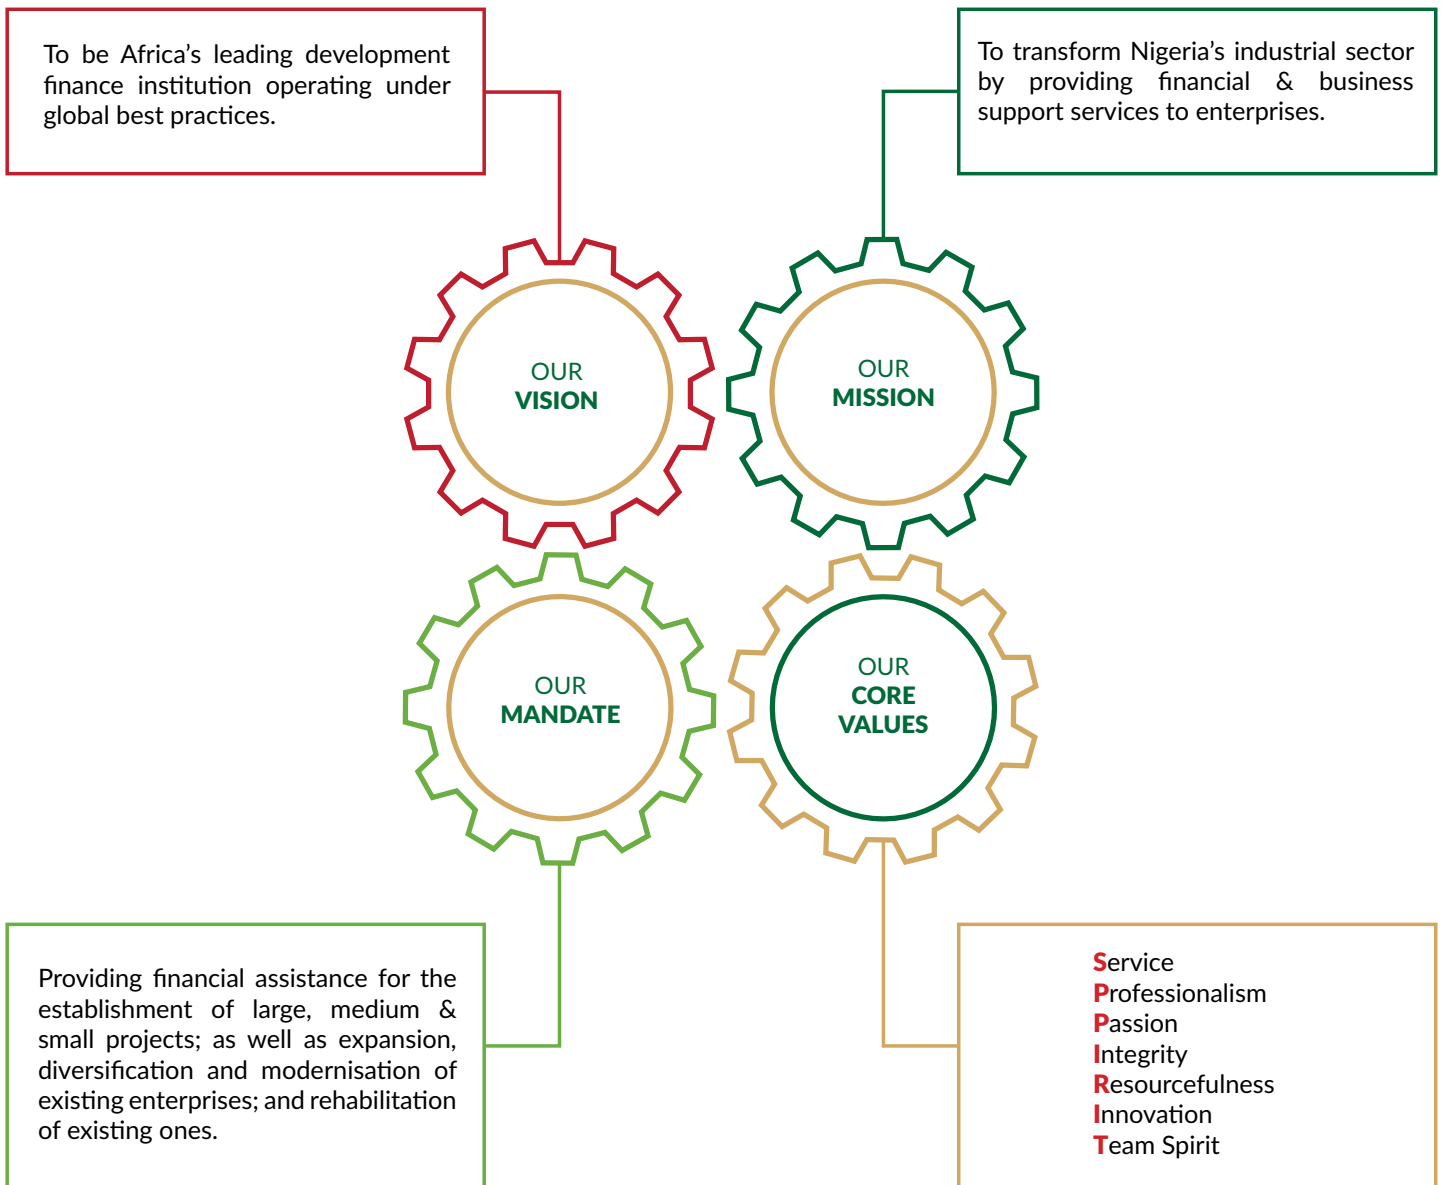 To be Africa's leading development
finance institution operating under
global best practices.
To transform Nigeria's industrial sector
by providing financial & business
support services to enterprises.
OUR
VISION
OUR
MISSION
OUR
MANDATE
OUR
CORE
VALUES
Providing financial assistance for the
establishment of large, medium &
small projects; as well as expansion,
diversification and modernisation of
existing enterprises; and rehabilitation
of existing ones.
Service
Professionalism
Passion
Integrity
Resourcefulness
Innovation
Team Spirit